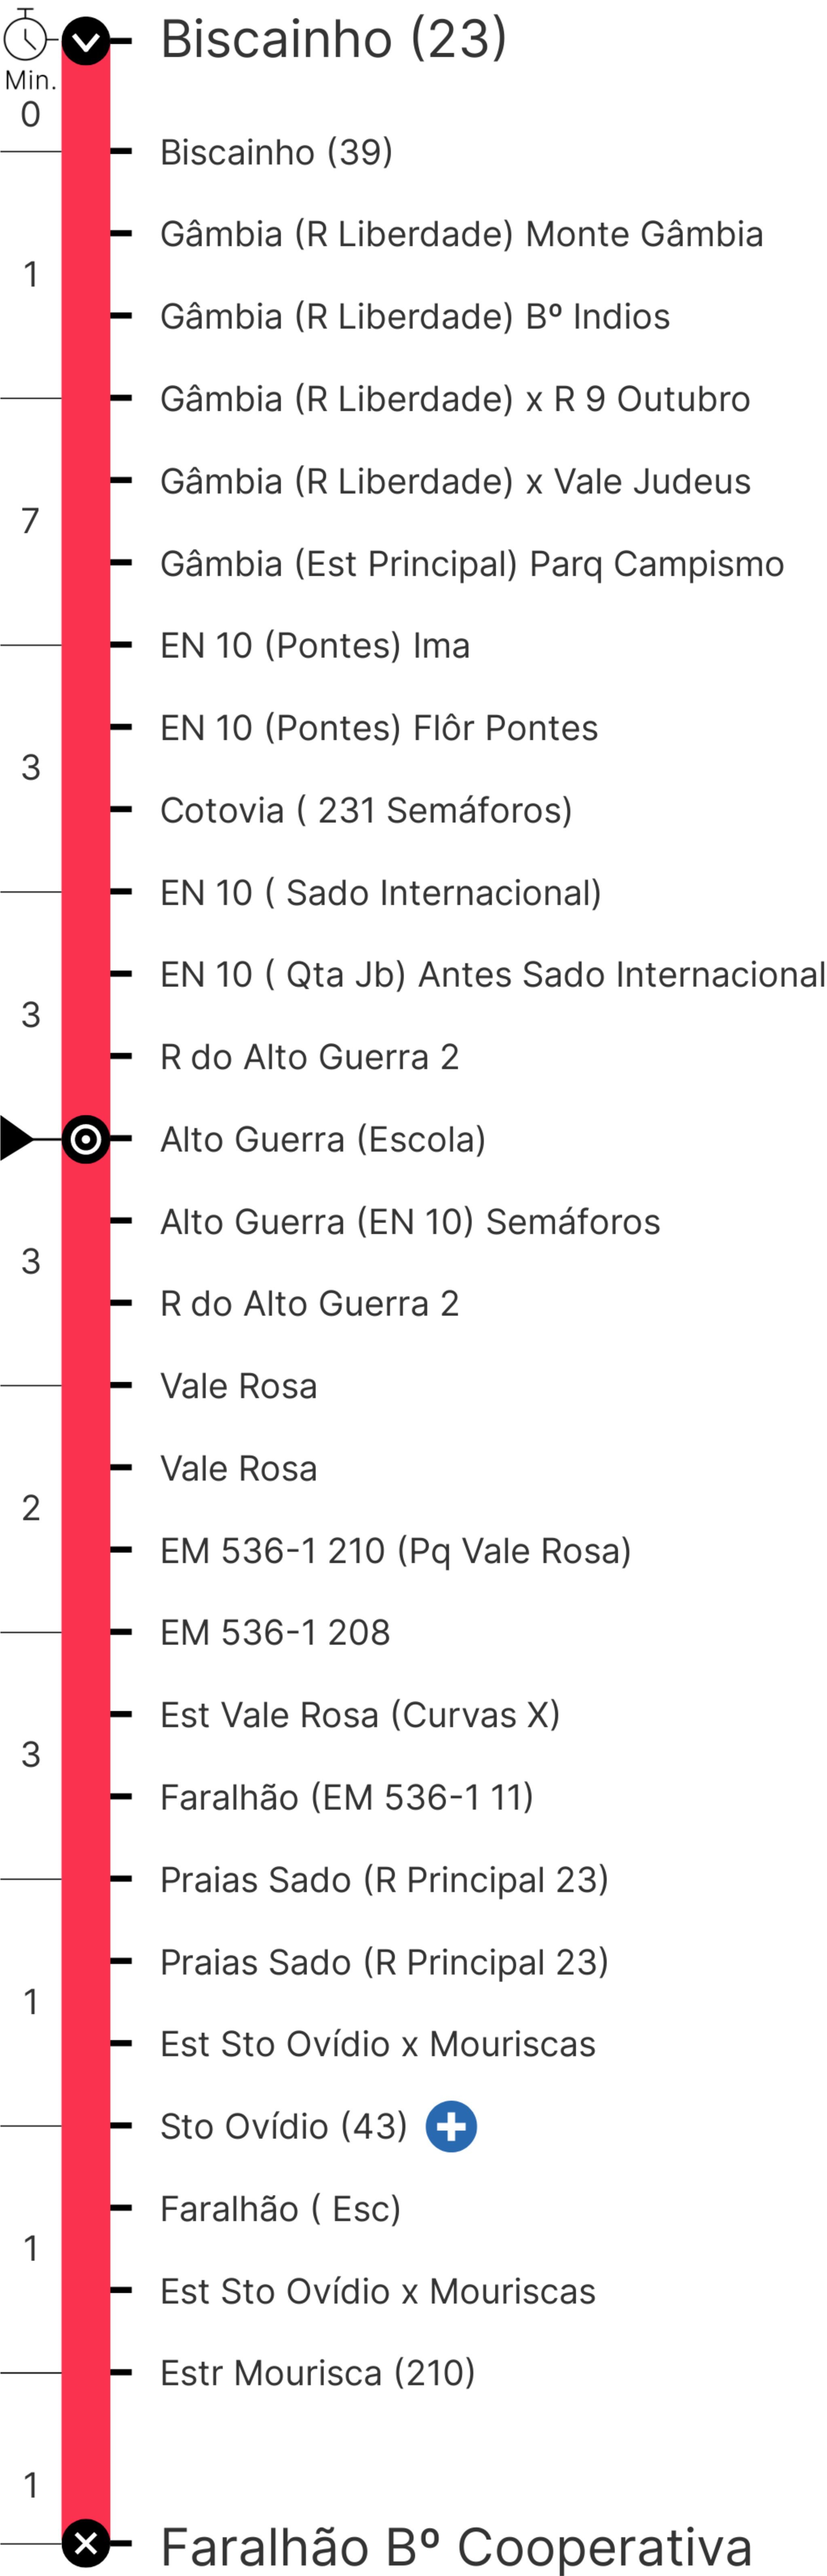 Biscainho (23)
Min.
0
Biscainho (39)
Gâmbia (R Liberdade) Monte Gâmbia
1
Gâmbia (R Liberdade) Bº Indios
Gâmbia (R Liberdade) x R 9 Outubro
Gâmbia (R Liberdade) x Vale Judeus
7
Gâmbia (Est Principal) Parq Campismo
EN 10 (Pontes) Ima
EN 10 (Pontes) Flôr Pontes
3
Cotovia ( 231 Semáforos)
EN 10 ( Sado Internacional)
EN 10 ( Qta Jb) Antes Sado Internacional
3
R do Alto Guerra 2
Alto Guerra (Escola)
Alto Guerra (EN 10) Semáforos
3
R do Alto Guerra 2
Vale Rosa
Vale Rosa
2
EM 536-1 210 (Pq Vale Rosa)
EM 536-1 208
Est Vale Rosa (Curvas X)
3
Faralhão (EM 536-1 11)
Praias Sado (R Principal 23)
Praias Sado (R Principal 23)
1
Est Sto Ovídio x Mouriscas
Sto Ovídio (43)
Faralhão ( Esc)
1
Est Sto Ovídio x Mouriscas
Estr Mourisca (210)
1
Faralhão Bº Cooperativa